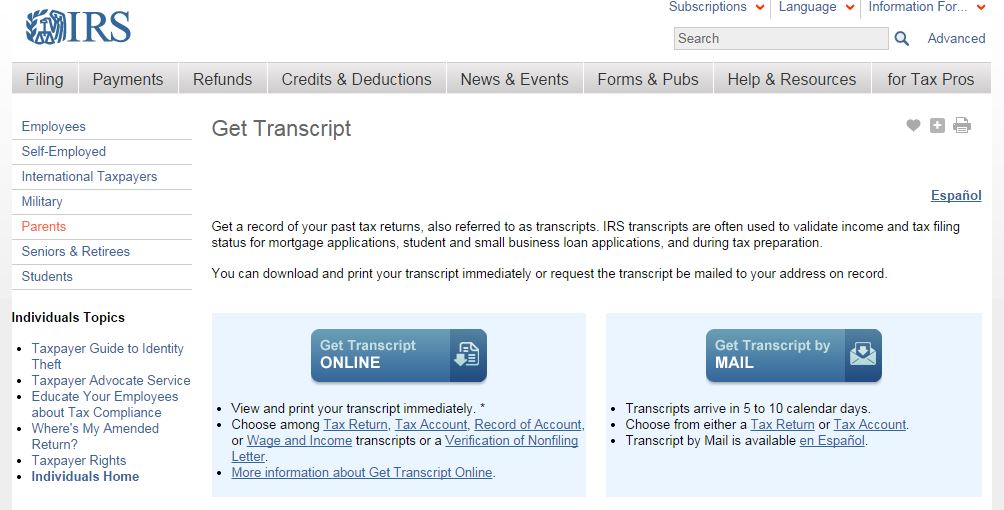 IRS
Subscriptions
Language
Information For...
Search
Advanced
Filing
Payments
Refunds
Credits & Deductions
News & Events
Forms & Pubs
Help & Resources
for Tax Pros
Employees
Self-Employed
International Taxpayers
Military
Parents
Seniors & Retirees
Students
Individuals Topics
• Taxpayer Guide to Identity
Theft
• Taxpayer Advocate Service
• Educate Your Employees
about Tax Compliance
• Where's My Amended
Return?
• Taxpayer Rights
• Individuals Home
Get Transcript
Español
Get a record of your past tax returns, also referred to as transcripts. IRS transcripts are often used to validate income and tax filing
status for mortgage applications, student and small business loan applications, and during tax preparation.
You can download and print your transcript immediately or request the transcript be mailed to your address on record.
Get Transcript
ONLINE
• View and print your transcript immediately. *
• Choose among Tax Return, Tax Account, Record of Account,
or Wage and Income transcripts or a Verification of Nonfiling
Letter.
• More information about Get Transcript Online.
Get Transcript by
MAIL
• Transcripts arrive in 5 to 10 calendar days.
• Choose from either a Tax Return or Tax Account.
• Transcript by Mail is available en Español.